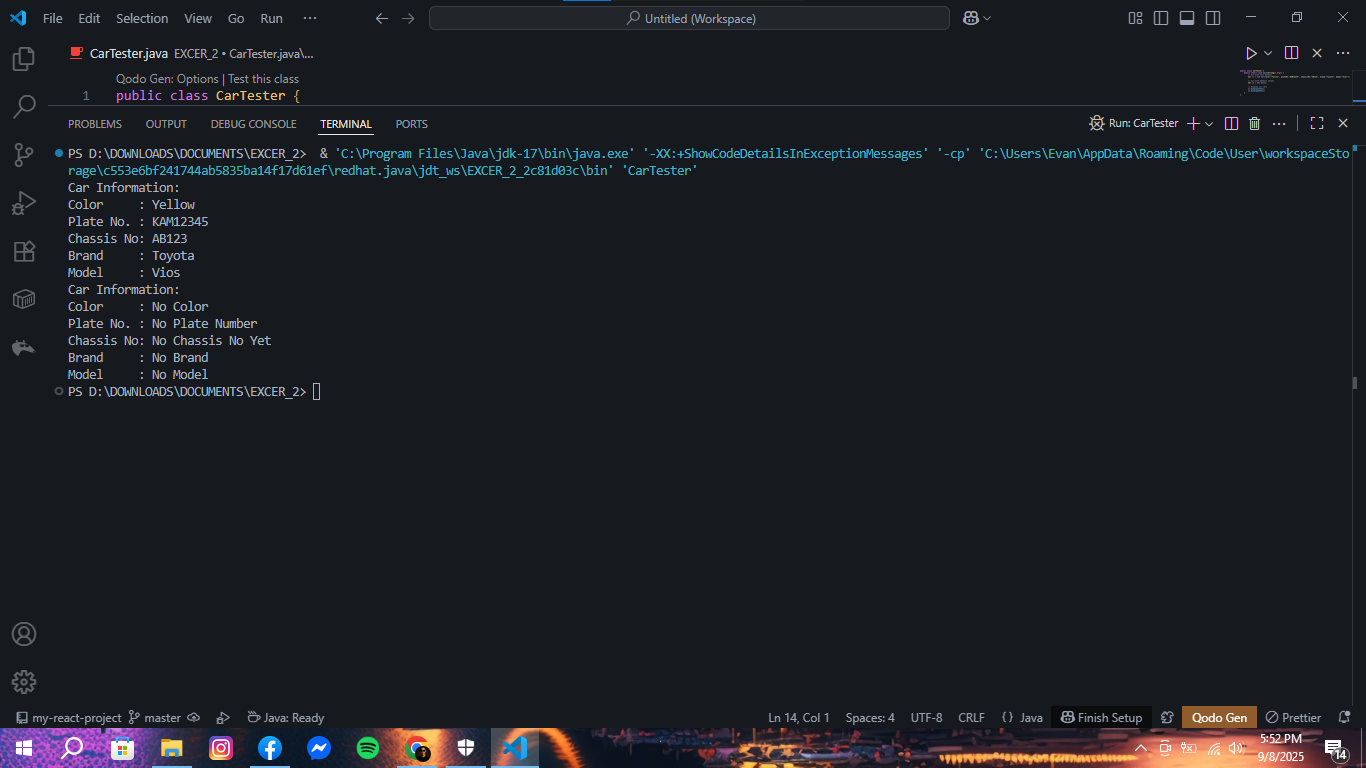 File Edit Selection View Go Run ··· Untitled (Workspace)
CarTester.java EXCER_2 • CarTester.java\...
Qodo Gen: Options | Test this class
1 public class CarTester {
PROBLEMS OUTPUT DEBUG CONSOLE TERMINAL PORTS Run: CarTester
PS D:\DOWNLOADS\DOCUMENTS\EXCER_2> & 'C:\Program Files\Java\jdk-17\bin\java.exe' '-XX:+ShowCodeDetailsInExceptionMessages' '-cp' 'C:\Users\Evan\AppData\Roaming\Code\User\workspaceSto
rage\c553e6bf241744ab5835ba14f17d61ef\redhat.java\jdt_ws\EXCER_2_2c81d03c\bin' 'CarTester'
Car Information:
Color : Yellow
Plate No. : KAM12345
Chassis No: AB123
Brand : Toyota
Model : Vios
Car Information:
Color : No Color
Plate No. : No Plate Number
Chassis No: No Chassis No Yet
Brand : No Brand
Model : No Model
PS D:\DOWNLOADS\DOCUMENTS\EXCER_2>
my-react-project master Java: Ready Ln 14, Col 1 Spaces: 4 UTF-8 CRLF {} Java Finish Setup Qodo Gen Prettier
5:52 PM
9/8/2025
14